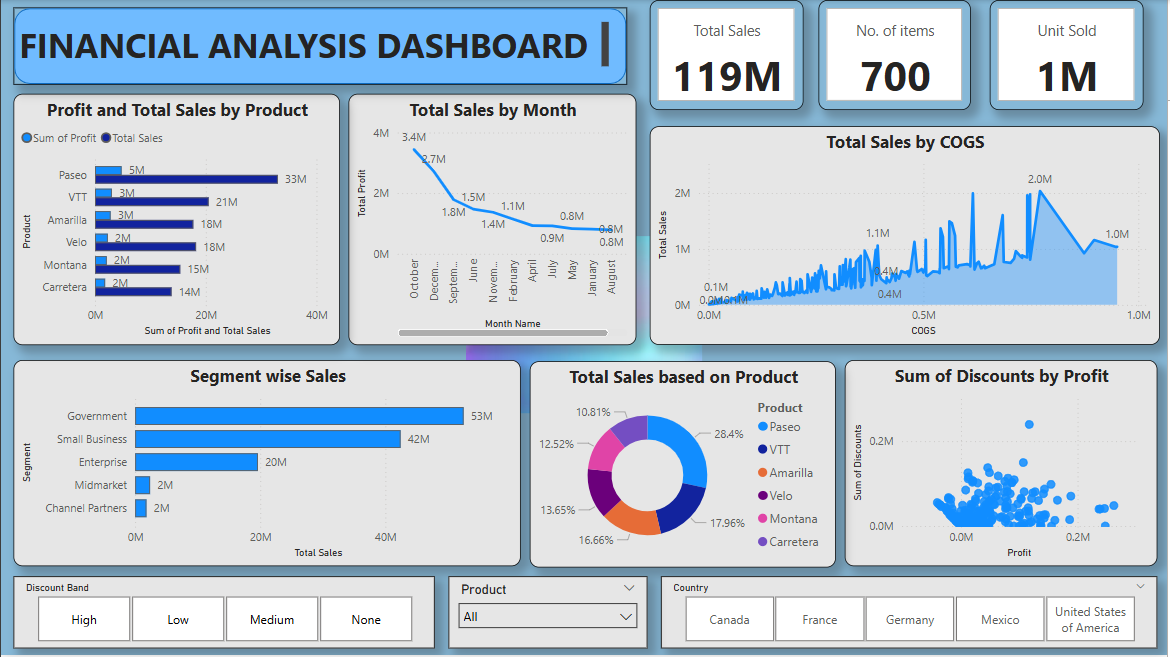 FINANCIAL ANALYSIS DASHBOARD
Total Sales
119M
No. of items
700
Unit Sold
1M
Profit and Total Sales by Product
Sum of Profit Total Sales
Product
Paseo 5M 33M
VTT 3M 21M
Amarilla 3M 18M
Velo 2M 18M
Montana 2M 15M
Carretera 2M 14M
0M 20M 40M
Sum of Profit and Total Sales
Total Sales by Month
Total Profit
4M
2M
0M
3.4M
2.7M
1.8M
1.5M
1.4M
1.1M
0.9M
0.8M
0.8M
0.8M
October
Decem...
Septem...
June
Novem...
February
April
July
May
January
August
Month Name
Total Sales by COGS
Total Sales
2M
1M
0M
0.1M
0.4M
1.1M
0.4M
2.0M
1.0M
0.0M 0.5M 1.0M
COGS
Segment wise Sales
Segment
Government 53M
Small Business 42M
Enterprise 20M
Midmarket 2M
Channel Partners 2M
0M 20M 40M
Total Sales
Total Sales based on Product
28.4%
17.96%
16.66%
13.65%
12.52%
10.81%
Product
Paseo
VTT
Amarilla
Velo
Montana
Carretera
Sum of Discounts by Profit
Sum of Discounts
0.2M
0.0M
0.0M 0.2M
Profit
Discount Band
High Low Medium None
Product
All
Country
Canada France Germany Mexico United States
of America